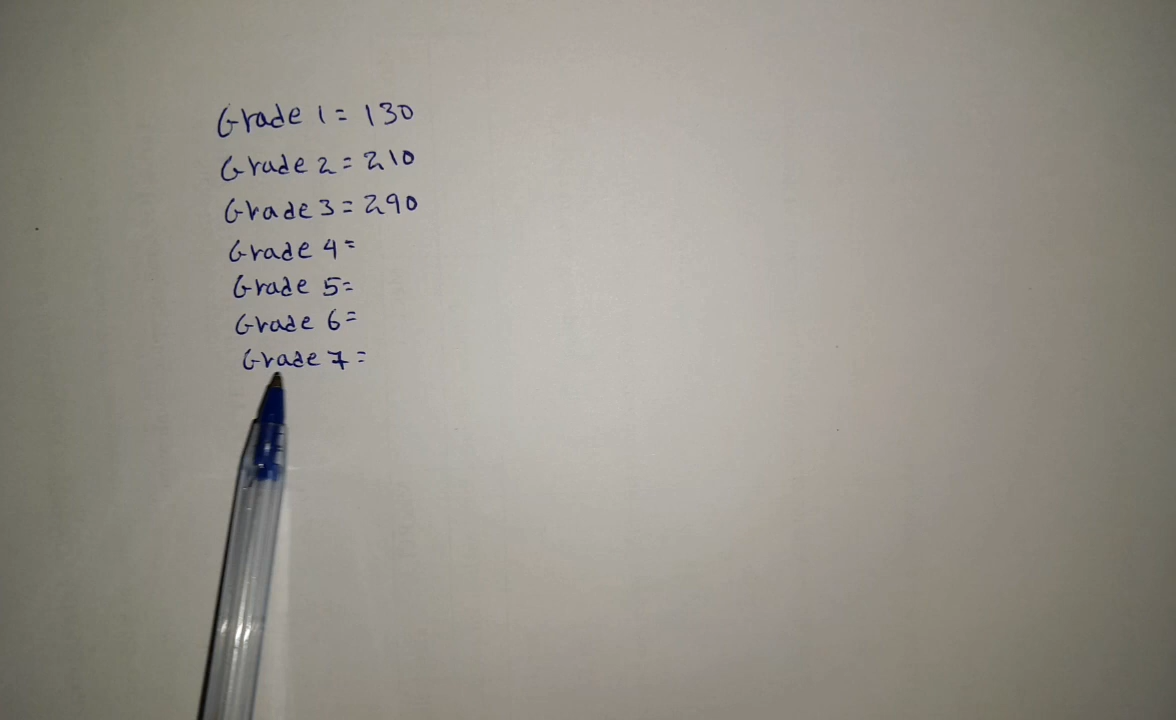 Grade 1 = 130
Grade 2 = 210
Grade 3 = 290
Grade 4 =
Grade 5 =
Grade 6 =
Grade 7 =